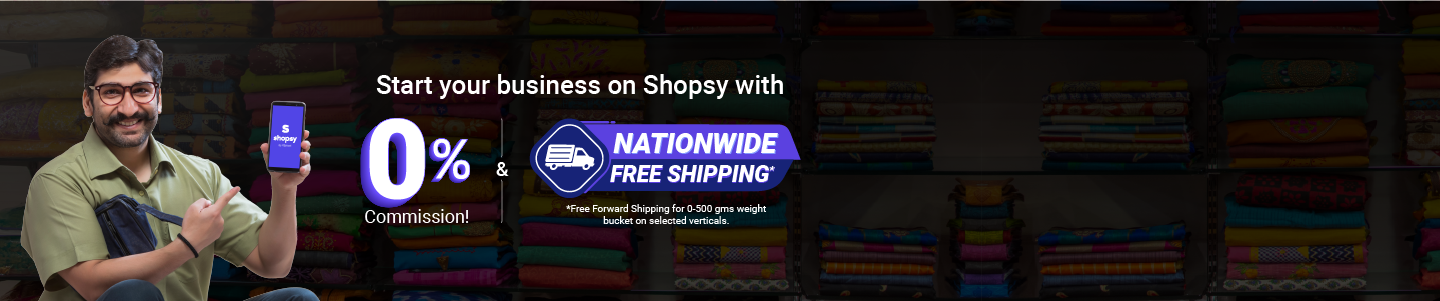 Start your business on Shopsy with
0%
Commission!
&
NATIONWIDE
FREE SHIPPING*
*Free Forward Shipping for 0-500 gms weight
bucket on selected verticals.
S
shopsy